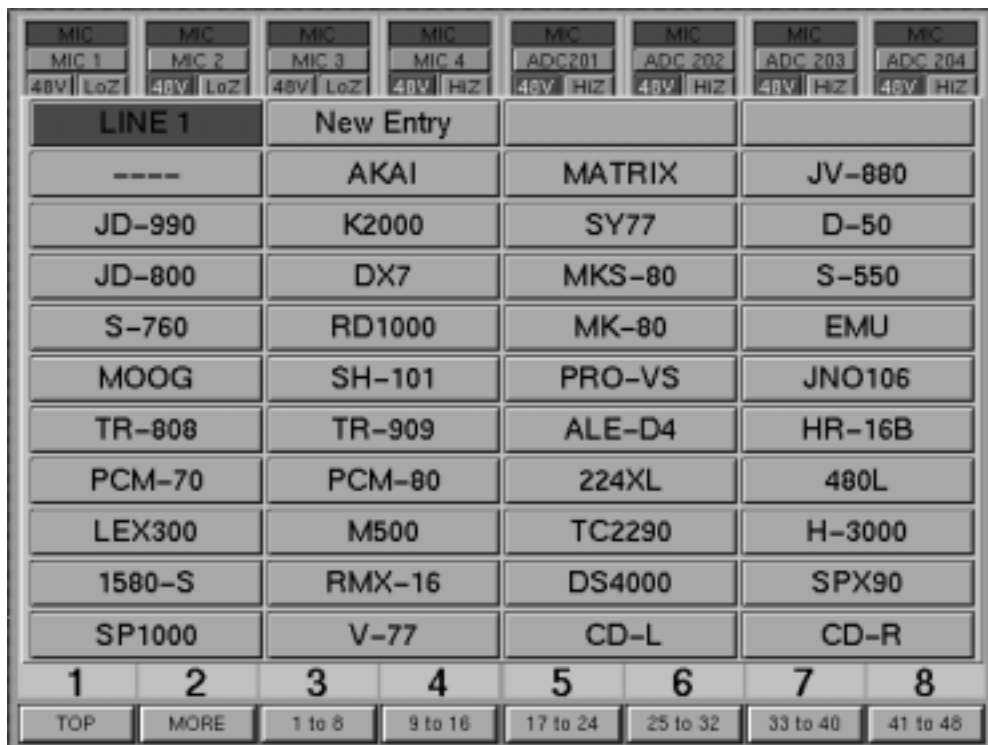 MIC MIC MIC MIC MIC MIC MIC MIC
MIC 1 MIC 2 MIC 3 MIC 4 ADC201 ADC 202 ADC 203 ADC 204
48V LoZ 48V LoZ 48V LoZ 48V HIZ 48V HIZ 48V HIZ 48V HIZ 48V HIZ
LINE 1 New Entry
---- AKAI MATRIX JV-880
JD-990 K2000 SY77 D-50
JD-800 DX7 MKS-80 S-550
S-760 RD1000 MK-80 EMU
MOOG SH-101 PRO-VS JNO106
TR-808 TR-909 ALE-D4 HR-16B
PCM-70 PCM-80 224XL 480L
LEX300 M500 TC2290 H-3000
1580-S RMX-16 DS4000 SPX90
SP1000 V-77 CD-L CD-R
1 2 3 4 5 6 7 8
TOP MORE 1 to 8 9 to 16 17 to 24 25 to 32 33 to 40 41 to 48